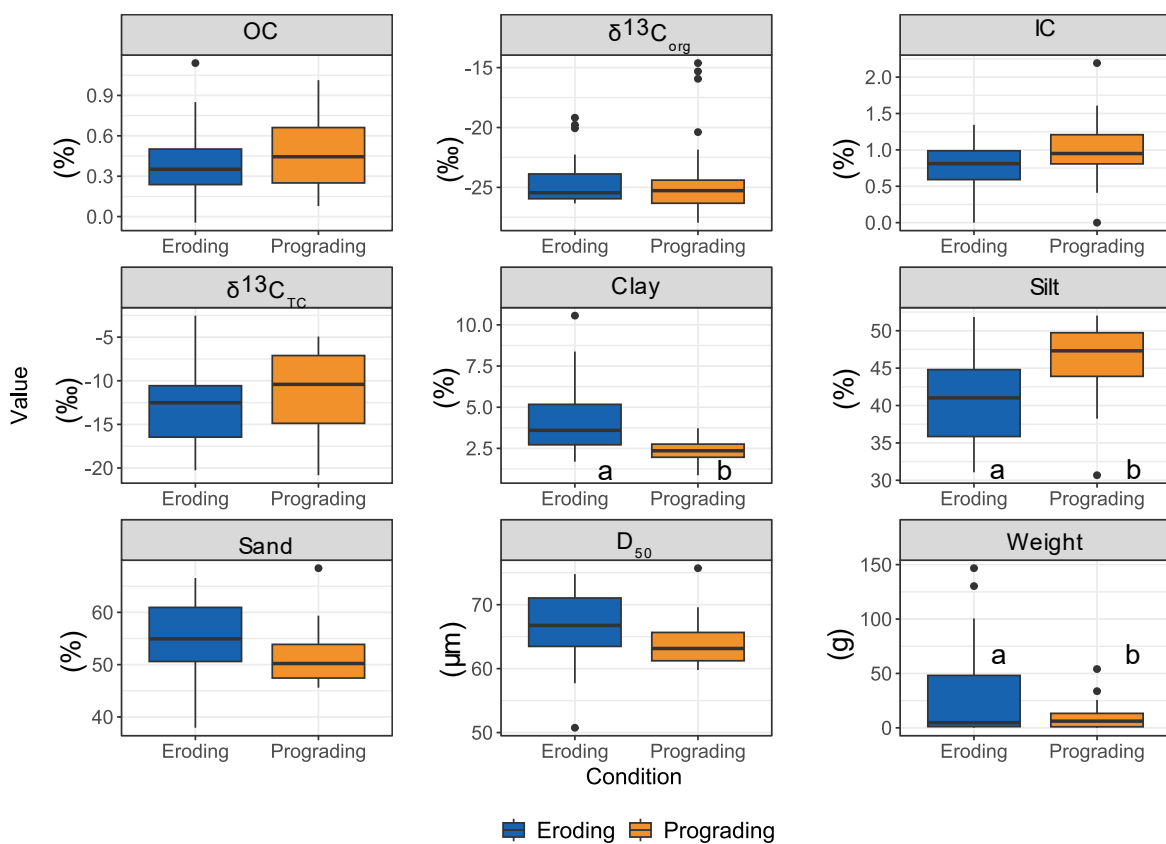 OC
δ13Corg
IC
(%)
0.9
0.6
0.3
0.0
Eroding Prograding
(‰)
-15
-20
-25
Eroding Prograding
(%)
2.0
1.5
1.0
0.5
0.0
Eroding Prograding
δ13CTC
Clay
Silt
Value
(‰)
-5
-10
-15
-20
Eroding Prograding
(%)
10.0
7.5
5.0
2.5
a b
Eroding Prograding
(%)
50
45
40
35
30
a b
Eroding Prograding
Sand
D50
Weight
(%)
60
50
40
Eroding Prograding
(μm)
70
60
50
Eroding Prograding
(g)
150
100
50
0
a b
Eroding Prograding
Condition
Eroding Prograding